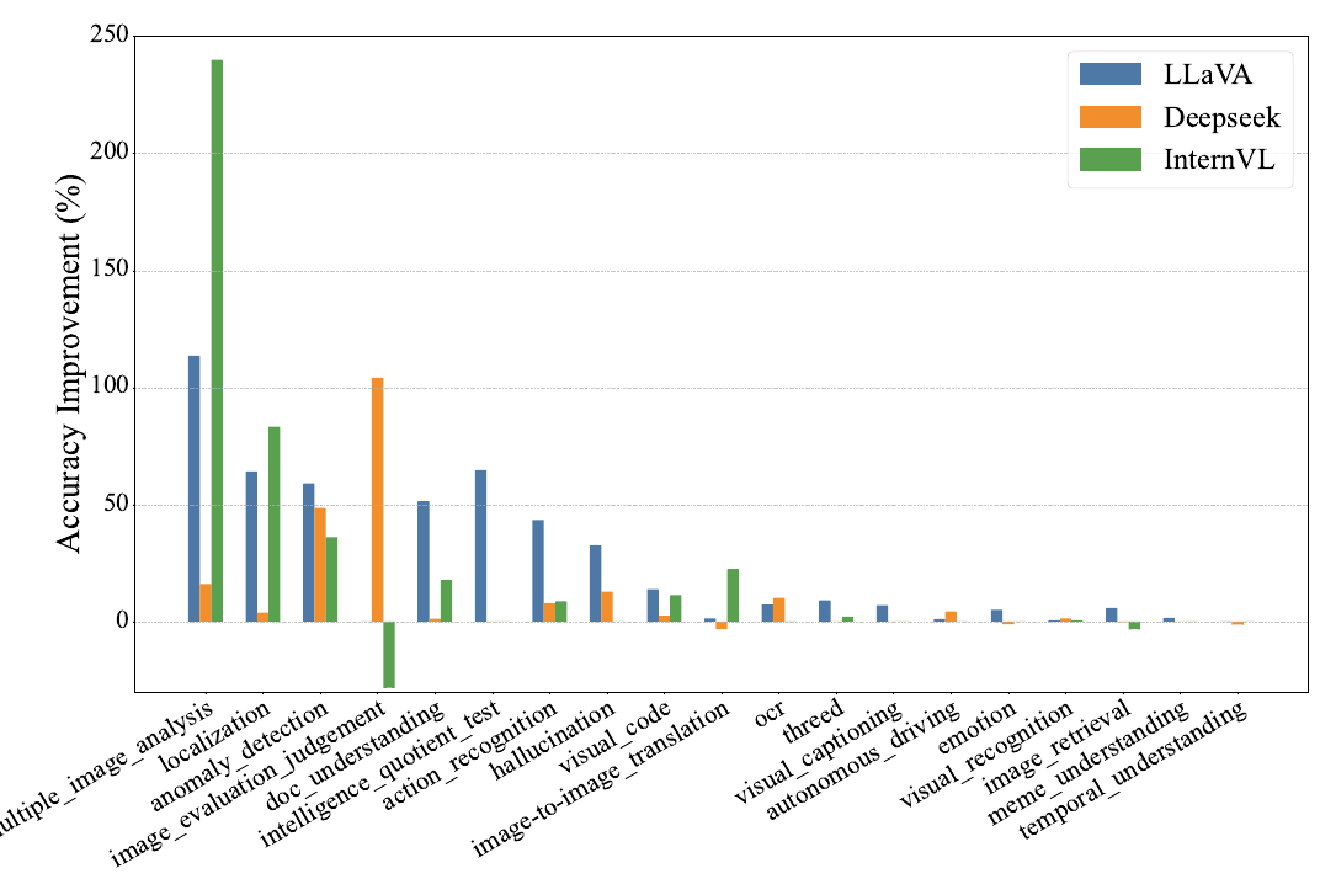 250
200
150
100
50
0
Accuracy Improvement (%)
LLaVA
Deepseek
InternVL
ultiple_image_analysis
localization
anomaly_detection
image_evaluation_judgement
doc_understanding
intelligence_quotient_test
action_recognition
hallucination
visual_code
image-to-image_translation
ocr
threed
visual_captioning
autonomous_driving
emotion
visual_recognition
image_retrieval
meme_understanding
temporal_understanding